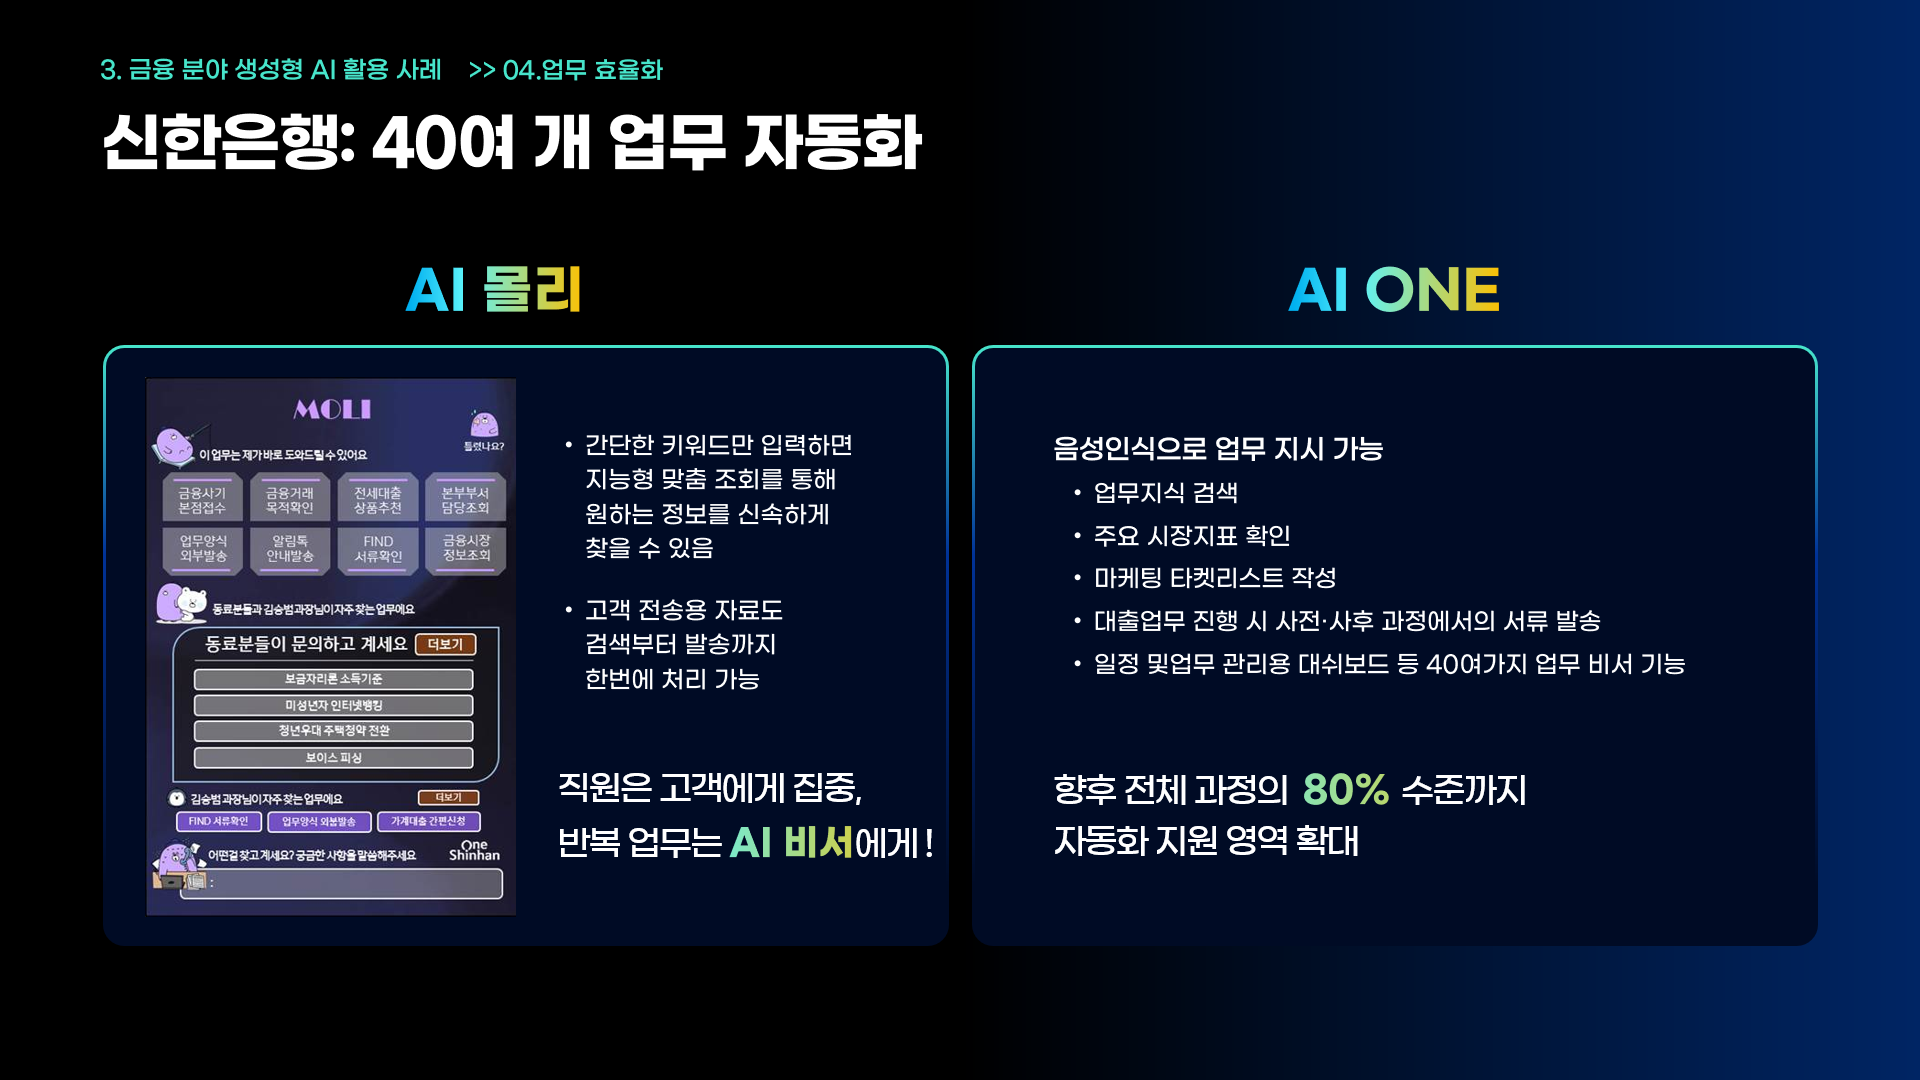 3. 금융 분야 생성형 AI 활용 사례 >> 04.업무 효율화
신한은행: 40여 개 업무 자동화
AI 몰리
MOLI
틀렸나요?
이 업무는 제가 바로 도와드릴 수 있어요
금융사기 본점접수
금융거래 목적확인
전세대출 상품추천
본부부서 담당조회
업무양식 외부발송
알림톡 안내발송
FIND 서류확인
금융시장 정보조회
동료분들과 김승범 과장님이 자주 찾는 업무에요
동료분들이 문의하고 계세요 더보기
보금자리론 소득기준
미성년자 인터넷뱅킹
청년우대 주택청약 전환
보이스 피싱
김승범 과장님이 자주 찾는 업무에요 더보기
FIND 서류확인 업무양식 외붑발송 가계대출 간편신청
어떤걸 찾고 계세요? 궁금한 사항을 말씀해주세요
One
Shinhan
:
• 간단한 키워드만 입력하면
지능형 맞춤 조회를 통해
원하는 정보를 신속하게
찾을 수 있음
• 고객 전송용 자료도
검색부터 발송까지
한번에 처리 가능
직원은 고객에게 집중,
반복 업무는 AI 비서에게 !
AI ONE
음성인식으로 업무 지시 가능
• 업무지식 검색
• 주요 시장지표 확인
• 마케팅 타켓리스트 작성
• 대출업무 진행 시 사전·사후 과정에서의 서류 발송
• 일정 및업무 관리용 대쉬보드 등 40여가지 업무 비서 기능
향후 전체 과정의 80% 수준까지
자동화 지원 영역 확대